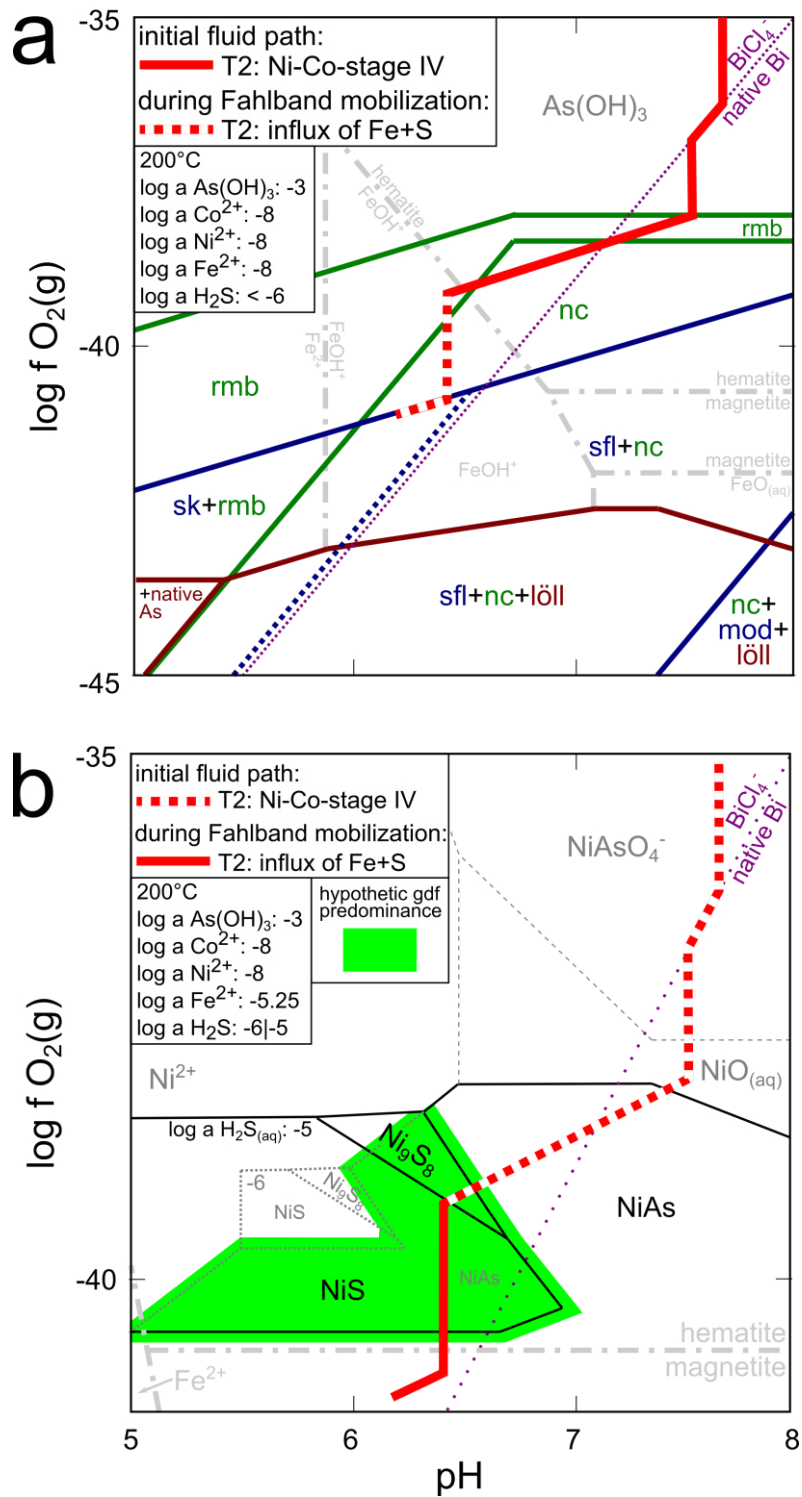 a
-35
initial fluid path:
T2: Ni-Co-stage IV
during Fahlband mobilization:
T2: influx of Fe+S
200°C
log a As(OH)₃: -3
log a Co²⁺: -8
log a Ni²⁺: -8
log a Fe²⁺: -8
log a H₂S: < -6
As(OH)₃
BiCl₄⁻
native Bi
hematite
FeOH⁺
rmb
nc
FeOH⁺
Fe²⁺
log f O₂(g)
-40
rmb
hematite
magnetite
sfl+nc
FeOH⁺
magnetite
FeO₍aq₎
sk+rmb
+native
As
sfl+nc+löll
nc+
mod+
löll
-45
6
7
b
-35
initial fluid path:
T2: Ni-Co-stage IV
during Fahlband mobilization:
T2: influx of Fe+S
200°C
log a As(OH)₃: -3
log a Co²⁺: -8
log a Ni²⁺: -8
log a Fe²⁺: -5.25
log a H₂S: -6|-5
hypothetic gdf
predominance
BiCl₄⁻
native Bi
NiAsO₄⁻
Ni²⁺
NiO₍aq₎
log a H₂S₍aq₎: -5
Ni₉S₈
-6
NiS
Ni₉S₈
NiAs
log f O₂(g)
-40
NiS
NiAs
hematite
magnetite
Fe²⁺
5
6
7
8
pH